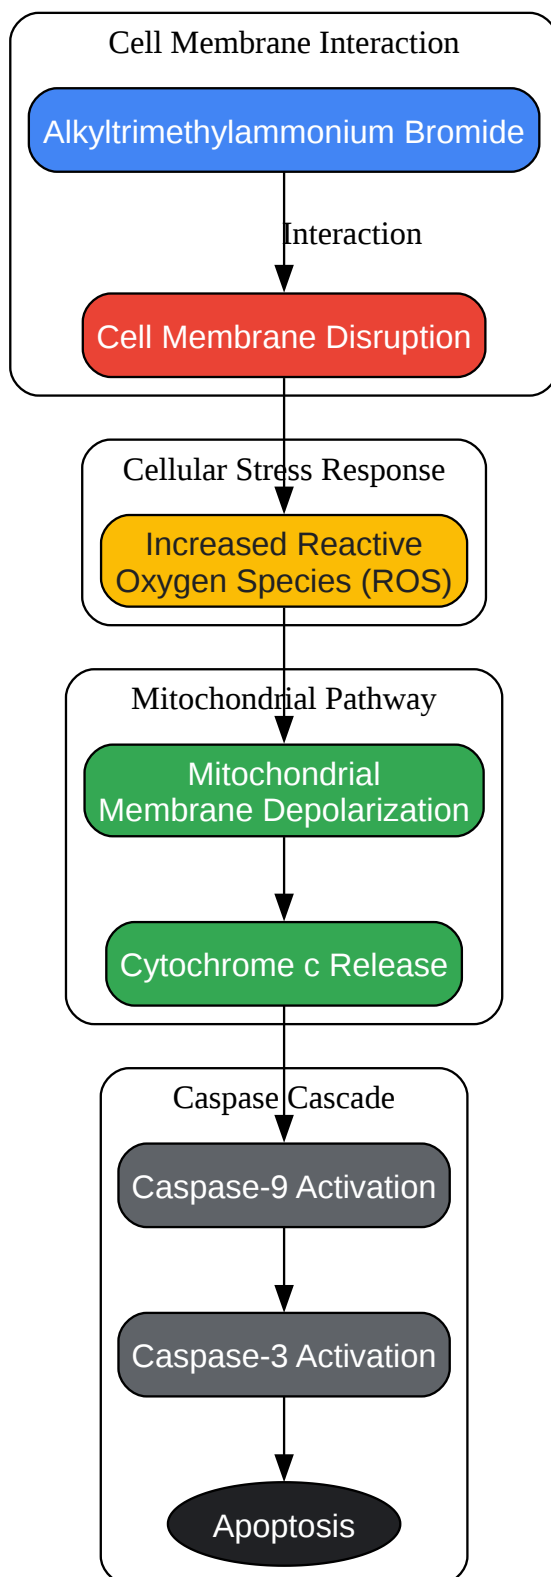 Cell Membrane Interaction
Alkyltrimethylammonium Bromide
Interaction
Cell Membrane Disruption
Cellular Stress Response
Increased Reactive
Oxygen Species (ROS)
Mitochondrial Pathway
Mitochondrial
Membrane Depolarization
Cytochrome c Release
Caspase Cascade
Caspase-9 Activation
Caspase-3 Activation
Apoptosis